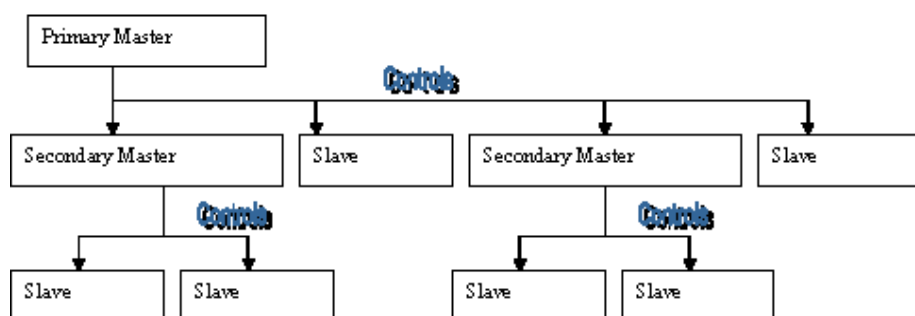 Primary Master
Controls
Secondary Master
Slave
Secondary Master
Slave
Controls
Controls
Slave
Slave
Slave
Slave